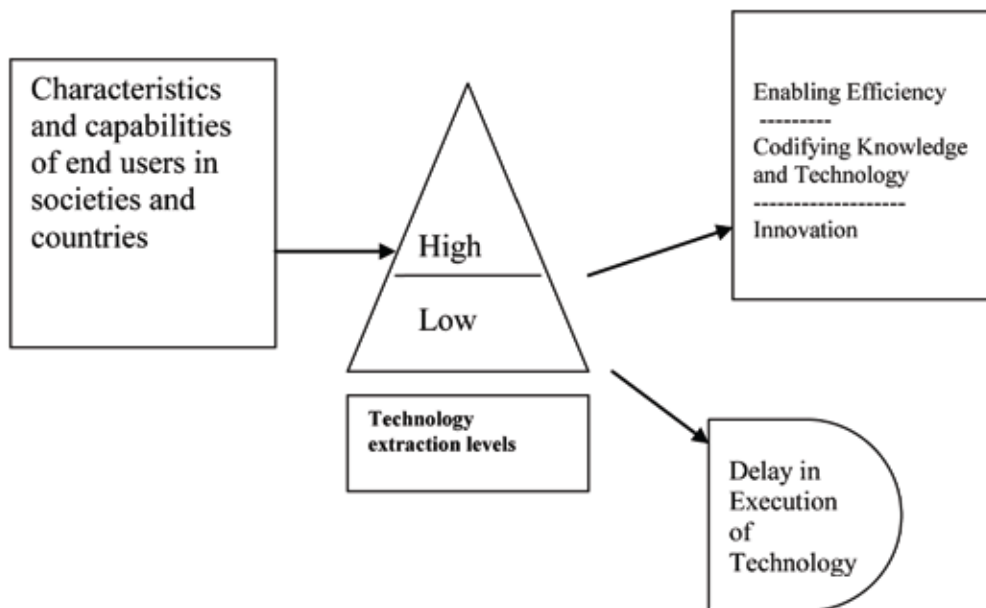 Characteristics
and capabilities
of end users in
societies and
countries
High
Low
Technology
extraction levels
Enabling Efficiency
---------
Codifying Knowledge
and Technology
-------------------
Innovation
Delay in
Execution
of
Technology